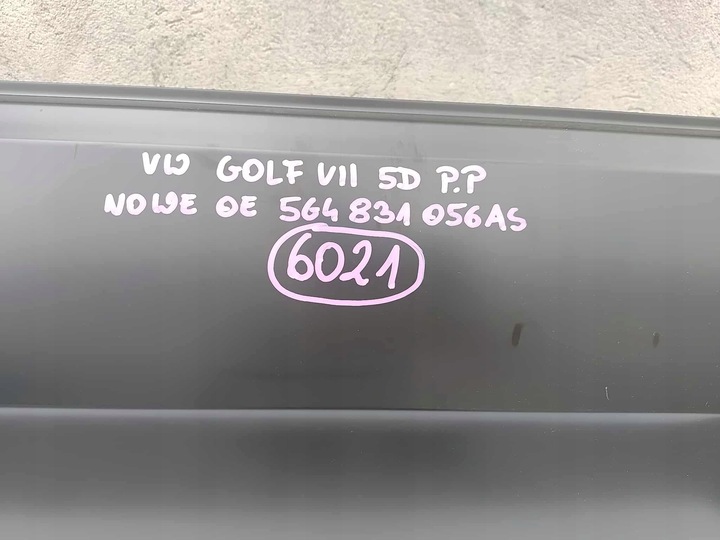 VW GOLF VII 5D P.P
NOWE OE 5G4 831 056AS
6021